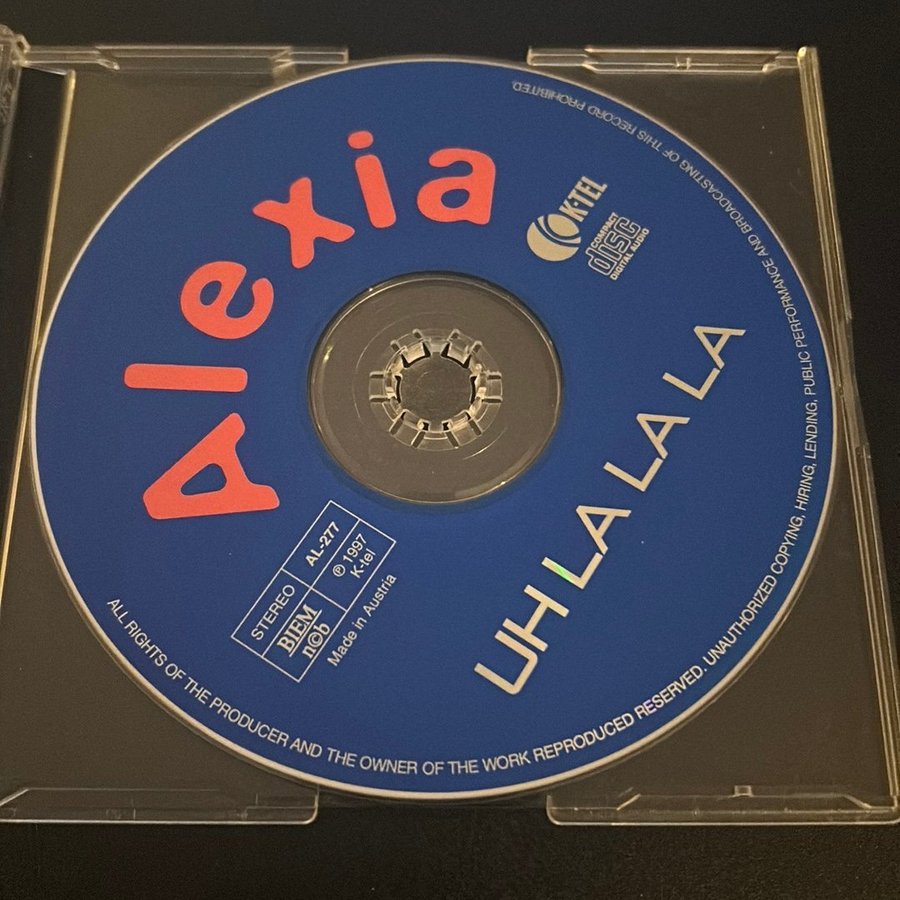 Alexia
K-TEL
COMPACT
disc
DIGITAL AUDIO
UH LA LA LA
STEREO
AL-277
BIEM
n©b
℗ 1997
K-tel
Made in Austria
ALL RIGHTS OF THE PRODUCER AND THE OWNER OF THE WORK REPRODUCED RESERVED. UNAUTHORIZED COPYING, HIRING, LENDING, PUBLIC PERFORMANCE AND BROADCASTING OF THIS RECORD PROHIBITED.